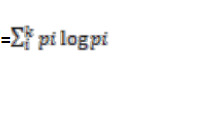 =∑ᵢᵏ pi log pi